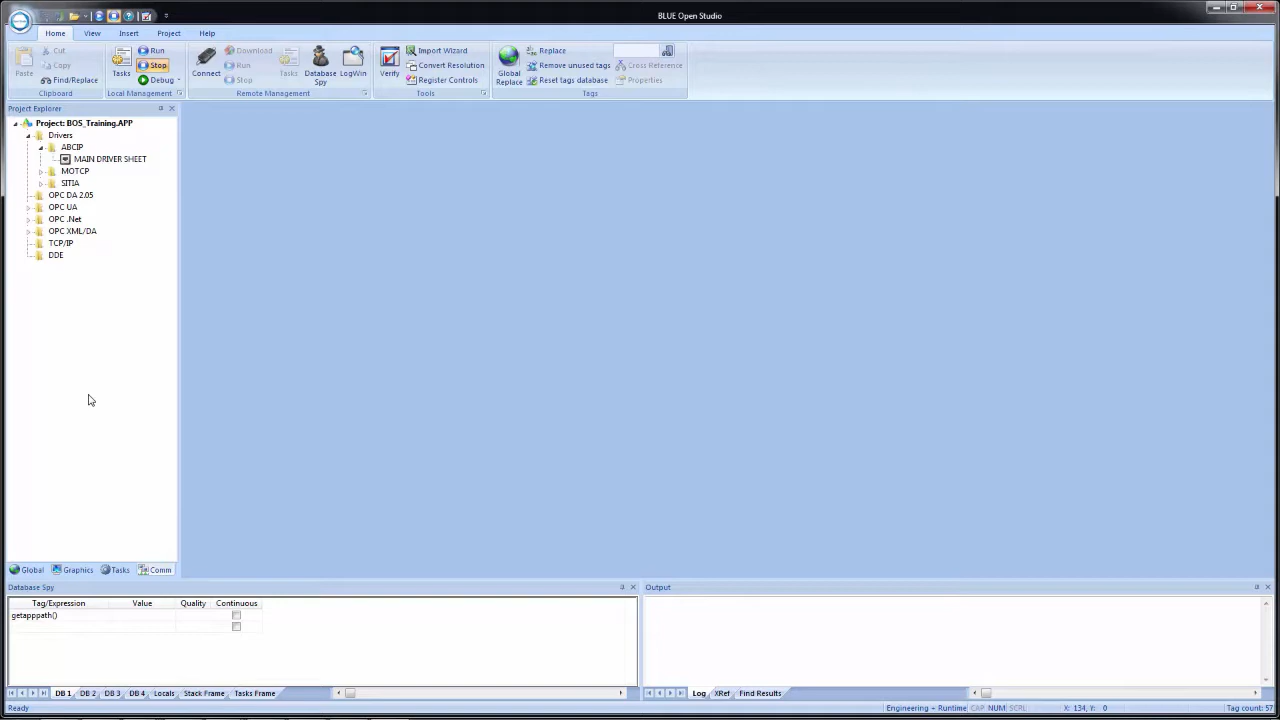 BLUE Open Studio
Home View Insert Project Help
Paste
Cut
Copy
Find/Replace
Clipboard
Tasks
Run
Stop
Debug
Local Management
Connect
Download
Run
Stop
Tasks
Database Spy
LogWin
Remote Management
Verify
Import Wizard
Convert Resolution
Register Controls
Tools
Global Replace
Replace
Remove unused tags
Reset tags database
Cross Reference
Properties
Tags
Project Explorer
Project: BOS_Training.APP
Drivers
ABCIP
MAIN DRIVER SHEET
MOTCP
SITIA
OPC DA 2.05
OPC UA
OPC .Net
OPC XML/DA
TCP/IP
DDE
Global Graphics Tasks Comm
Database Spy
Tag/Expression Value Quality Continuous
getapppath()
DB 1 DB 2 DB 3 DB 4 Locals Stack Frame Tasks Frame
Output
Log XRef Find Results
Ready
Engineering + Runtime CAP NUM SCRL X: 134, Y: 0 Tag count: 57